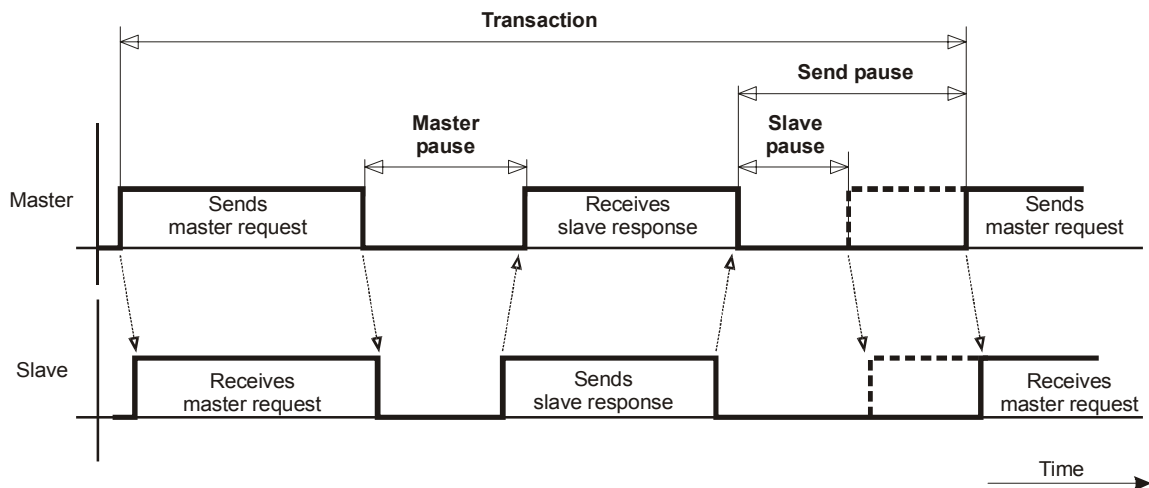 Transaction
Send pause
Master
pause
Slave
pause
Master
Sends
master request
Receives
slave response
Sends
master request
Slave
Receives
master request
Sends
slave response
Receives
master request
Time